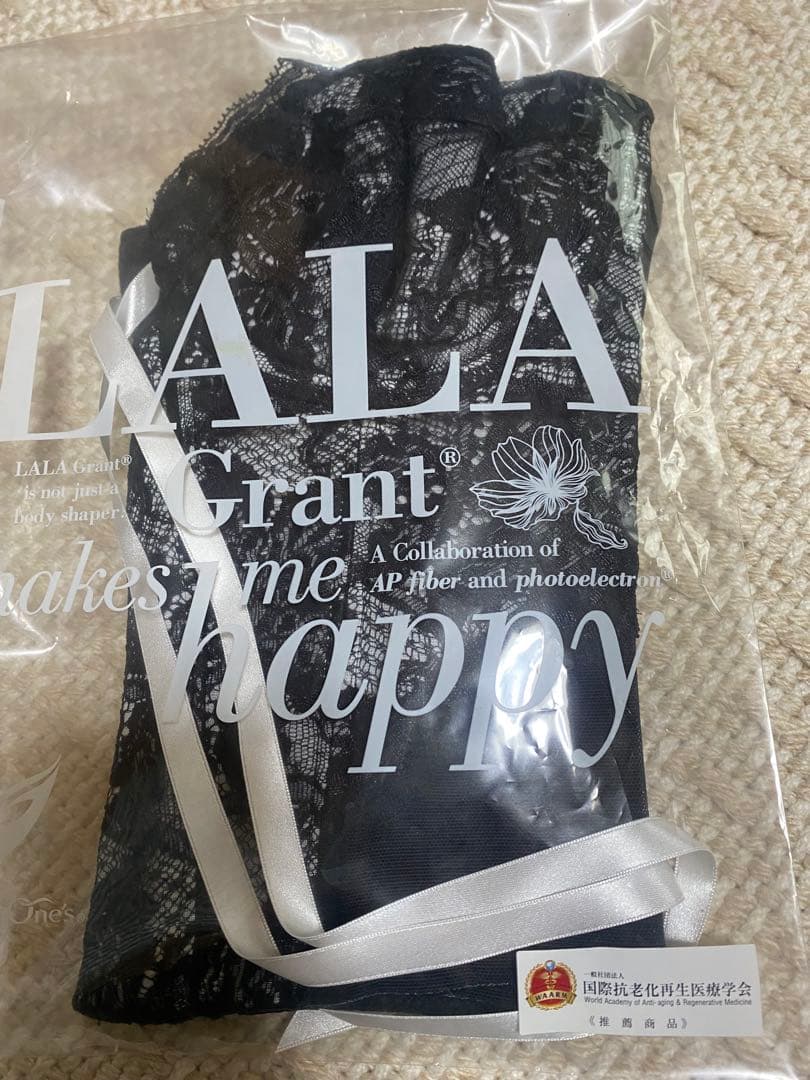 LALA
LALA Grant®
is not just a
body shaper.
Grant®
makes me
A Collaboration of
AP fiber and photoelectron®
happy
One's
一般社団法人
国際抗老化再生医療学会
World Academy of Anti-aging & Regenerative Medicine
WAARM
《推薦商品》